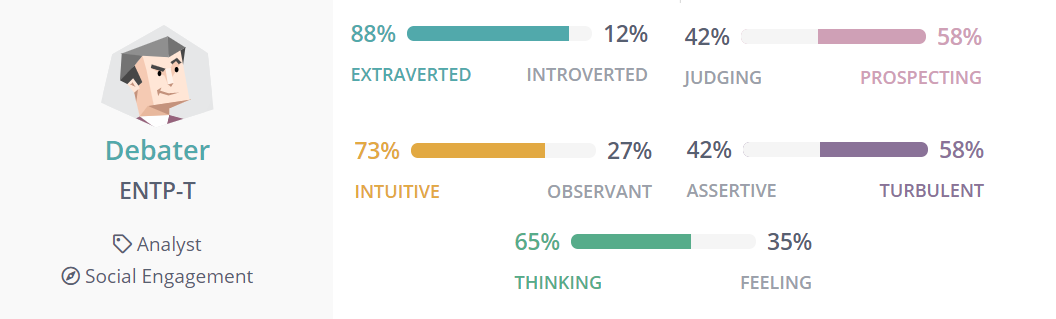 Debater
ENTP-T
Analyst
Social Engagement
88% 12%
EXTRAVERTED INTROVERTED
42% 58%
JUDGING PROSPECTING
73% 27%
INTUITIVE OBSERVANT
42% 58%
ASSERTIVE TURBULENT
65% 35%
THINKING FEELING